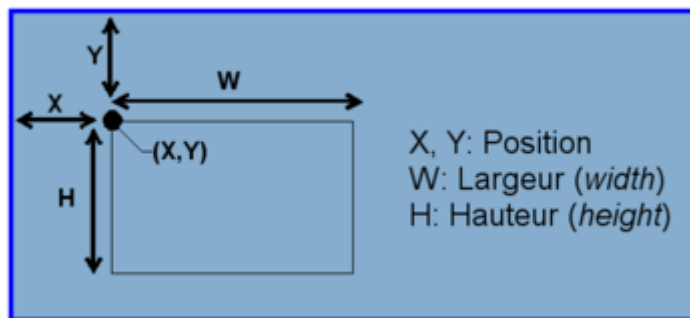 Y
W
X
(X,Y)
H
X, Y: Position
W: Largeur (width)
H: Hauteur (height)